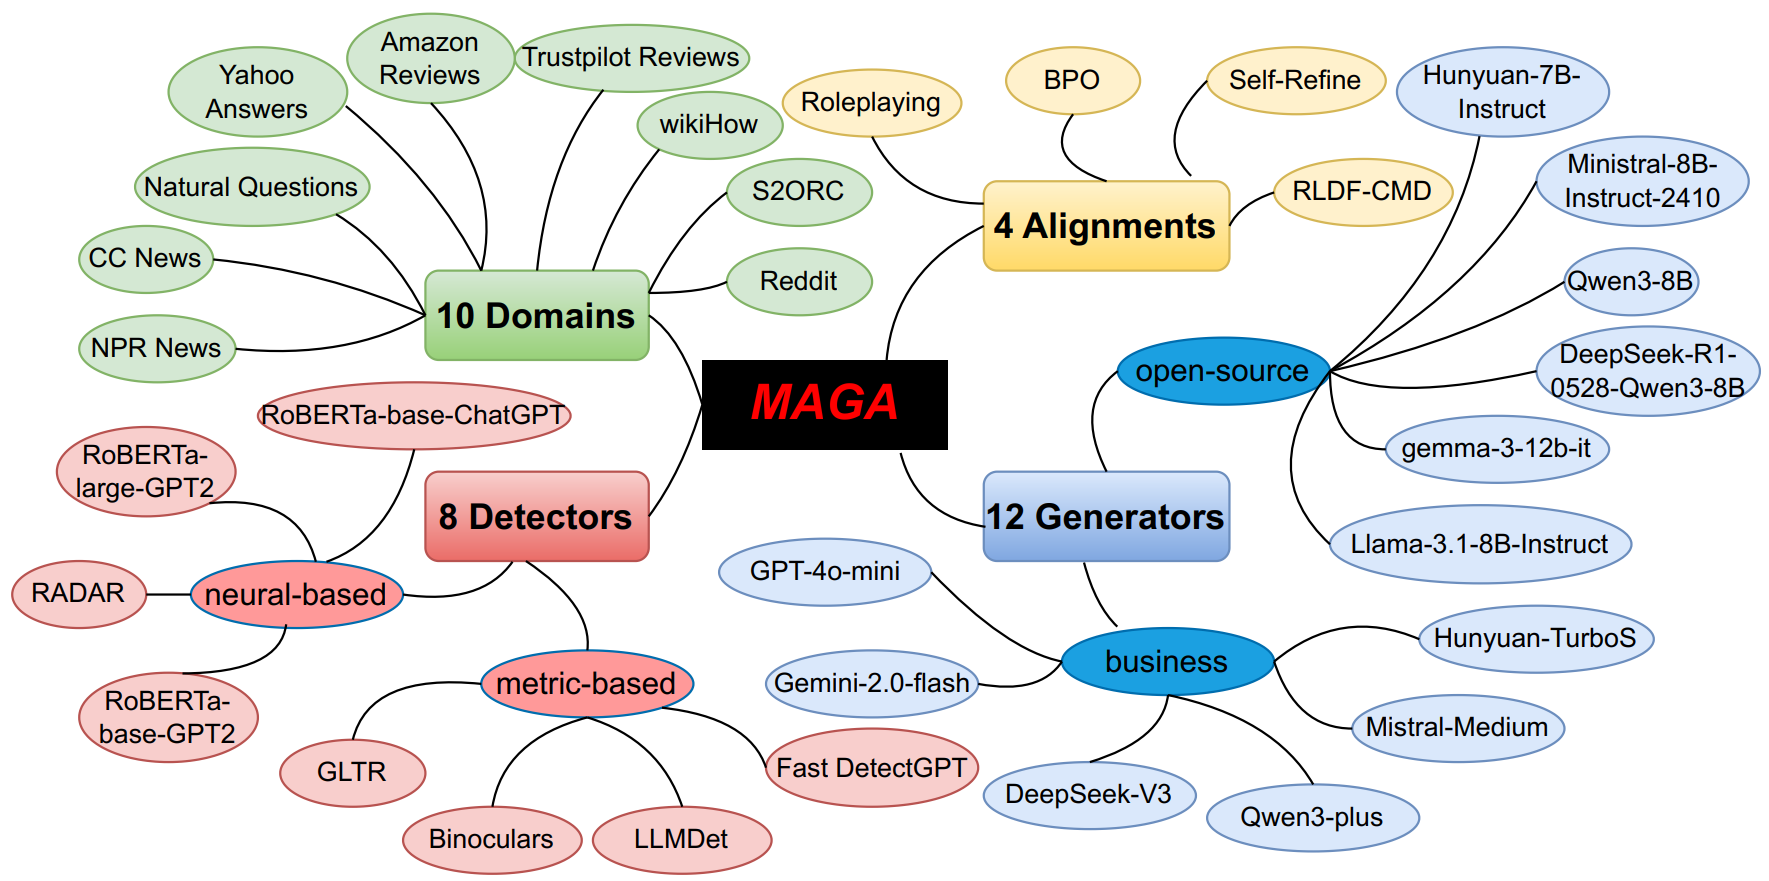 Amazon
Reviews
Trustpilot Reviews
Yahoo
Answers
wikiHow
Natural Questions
S2ORC
CC News
Reddit
10 Domains
NPR News
Roleplaying
BPO
Self-Refine
RLDF-CMD
4 Alignments
MAGA
Hunyuan-7B-
Instruct
Ministral-8B-
Instruct-2410
Qwen3-8B
open-source
DeepSeek-R1-
0528-Qwen3-8B
gemma-3-12b-it
Llama-3.1-8B-Instruct
12 Generators
GPT-4o-mini
Hunyuan-TurboS
business
Gemini-2.0-flash
Mistral-Medium
DeepSeek-V3
Qwen3-plus
RoBERTa-base-ChatGPT
RoBERTa-
large-GPT2
8 Detectors
RADAR
neural-based
RoBERTa-
base-GPT2
metric-based
GLTR
Fast DetectGPT
Binoculars
LLMDet